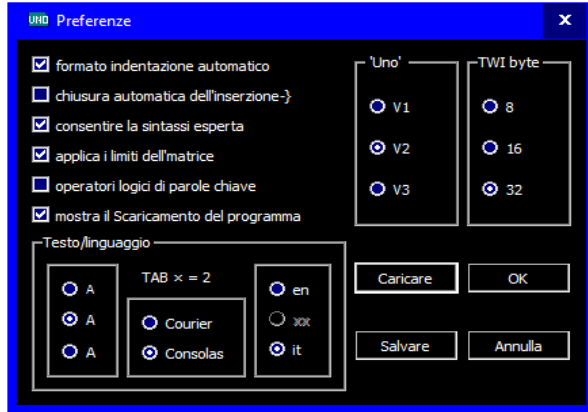 UNO Preferenze x
formato indentazione automatico
chiusura automatica dell'inserzione-}
consentire la sintassi esperta
applica i limiti dell'matrice
operatori logici di parole chiave
mostra il Scaricamento del programma
'Uno'
V1
V2
V3
TWI byte
8
16
32
Testo/linguaggio
A
A
A
TAB × = 2
Courier
Consolas
en
xx
it
Caricare
OK
Salvare
Annulla